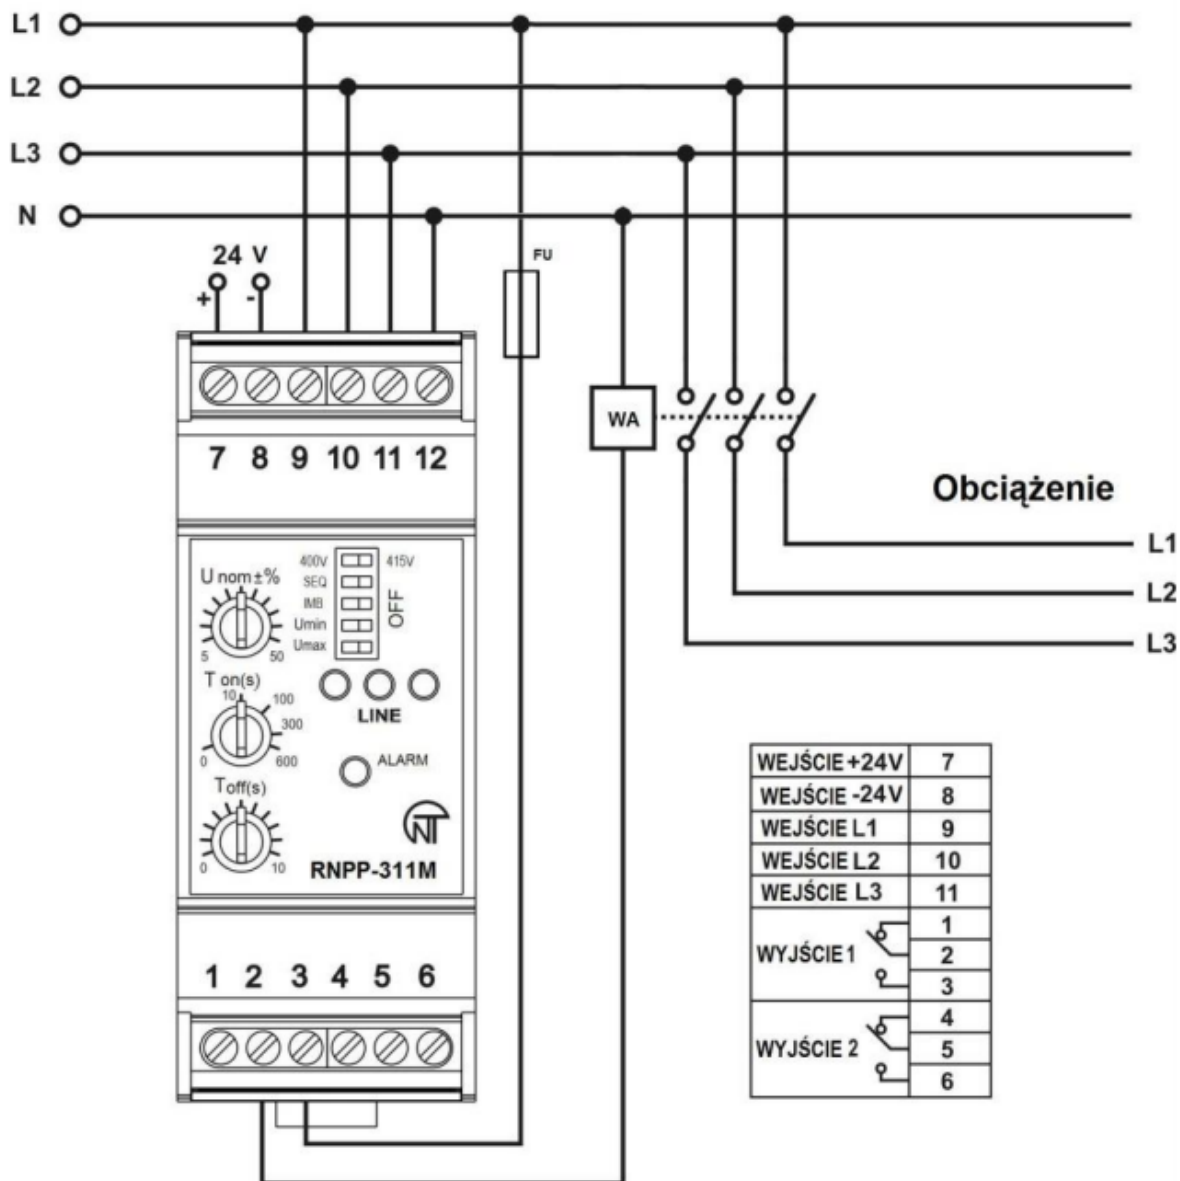 L1
L2
L3
N
24 V
+ -
FU
WA
7 8 9 10 11 12
Obciążenie
L1
L2
L3
U nom±%
5 50
400V 415V
SEQ
IMB
Umin
Umax
OFF
T on(s)
0 10 100 300 600
LINE
ALARM
Toff(s)
0 10
NT
RNPP-311M
1 2 3 4 5 6
WEJŚCIE +24V 7
WEJŚCIE -24V 8
WEJŚCIE L1 9
WEJŚCIE L2 10
WEJŚCIE L3 11
WYJŚCIE 1 1 2 3
WYJŚCIE 2 4 5 6